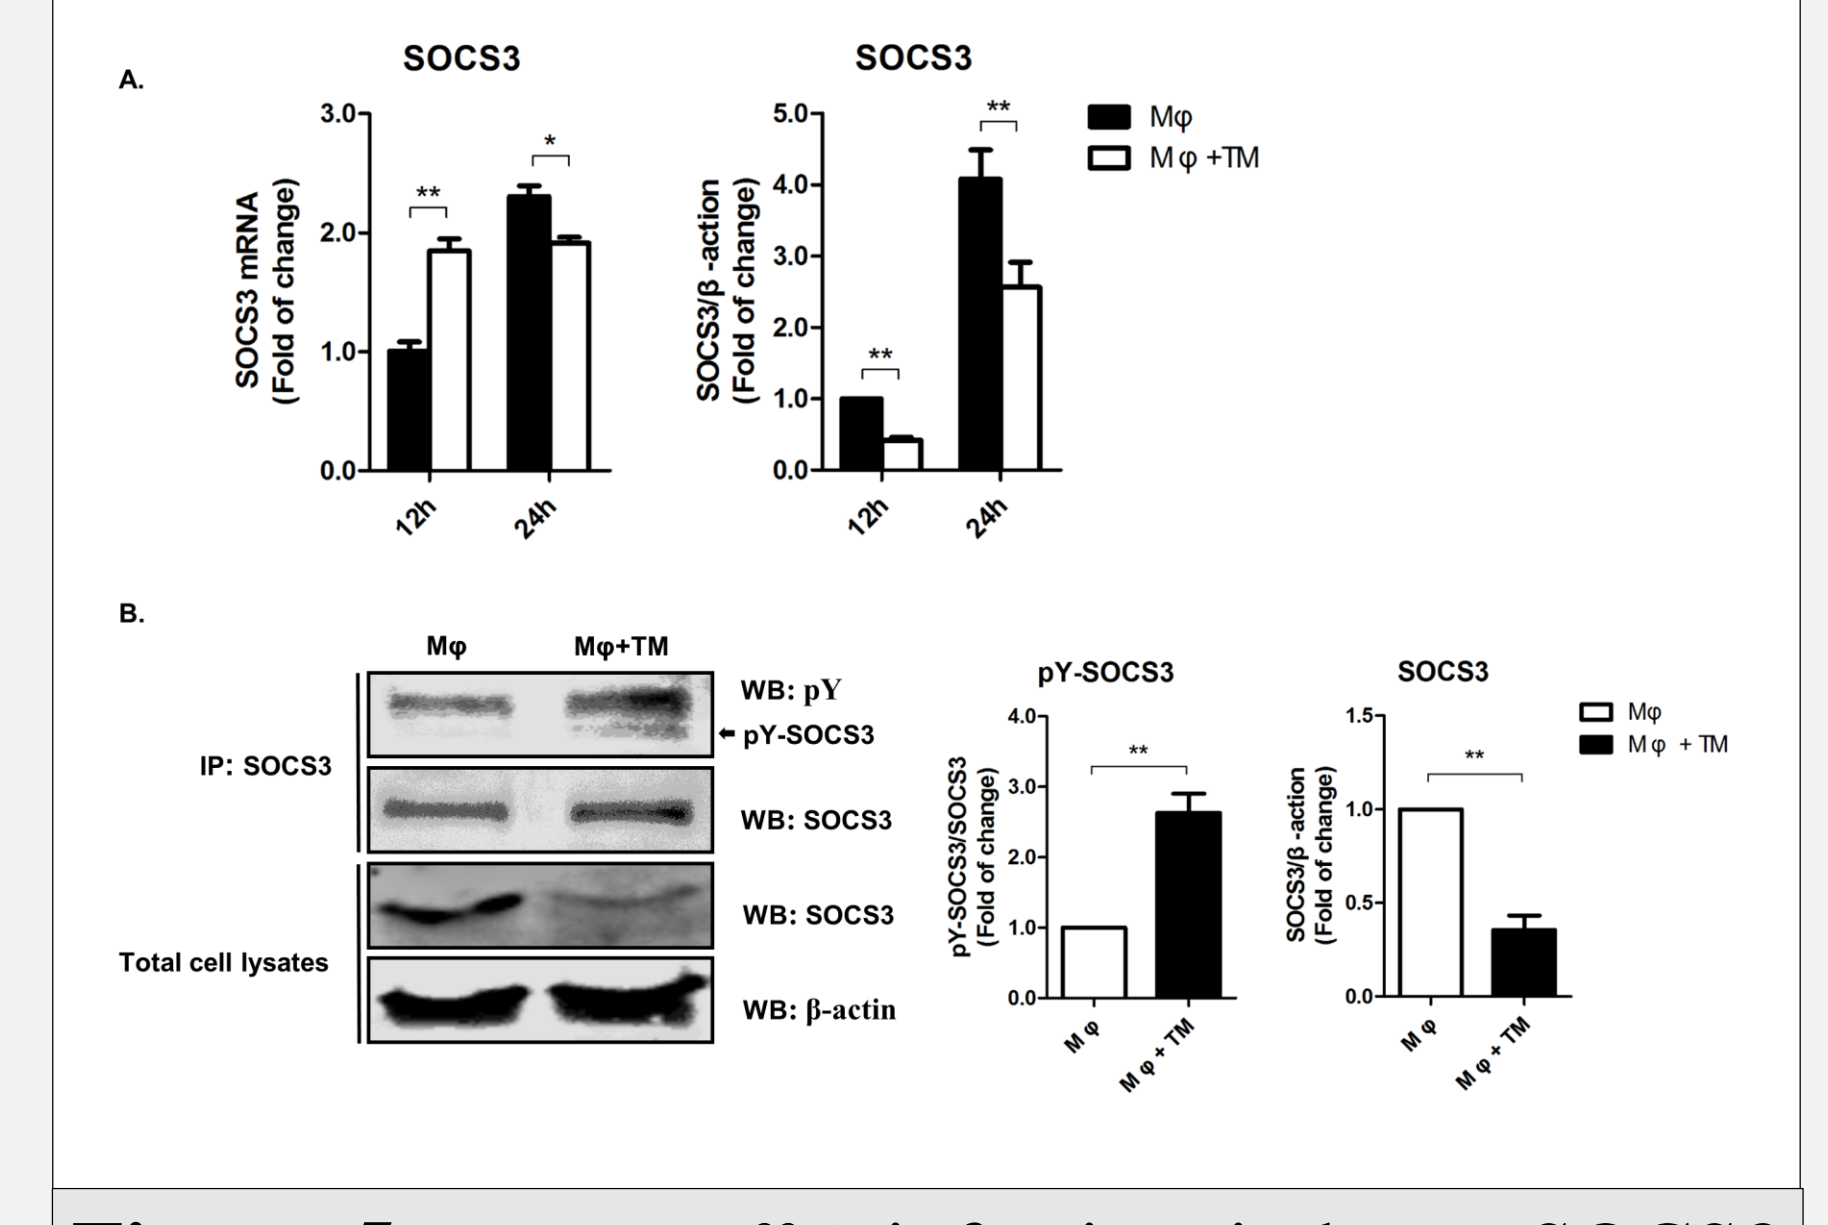 A.
SOCS3
SOCS3 mRNA
(Fold of change)
3.0
2.0
1.0
0.0
**
*
12h
24h
SOCS3
SOCS3/β -action
(Fold of change)
5.0
4.0
3.0
2.0
1.0
0.0
**
**
12h
24h
Mφ
Mφ +TM
B.
Mφ
Mφ+TM
IP: SOCS3
Total cell lysates
WB: pY
pY-SOCS3
WB: SOCS3
WB: SOCS3
WB: β-actin
pY-SOCS3
pY-SOCS3/SOCS3
(Fold of change)
4.0
3.0
2.0
1.0
0.0
**
M φ
M φ + TM
SOCS3
SOCS3/β -action
(Fold of change)
1.5
1.0
0.5
0.0
**
M φ
M φ + TM
Mφ
Mφ + TM